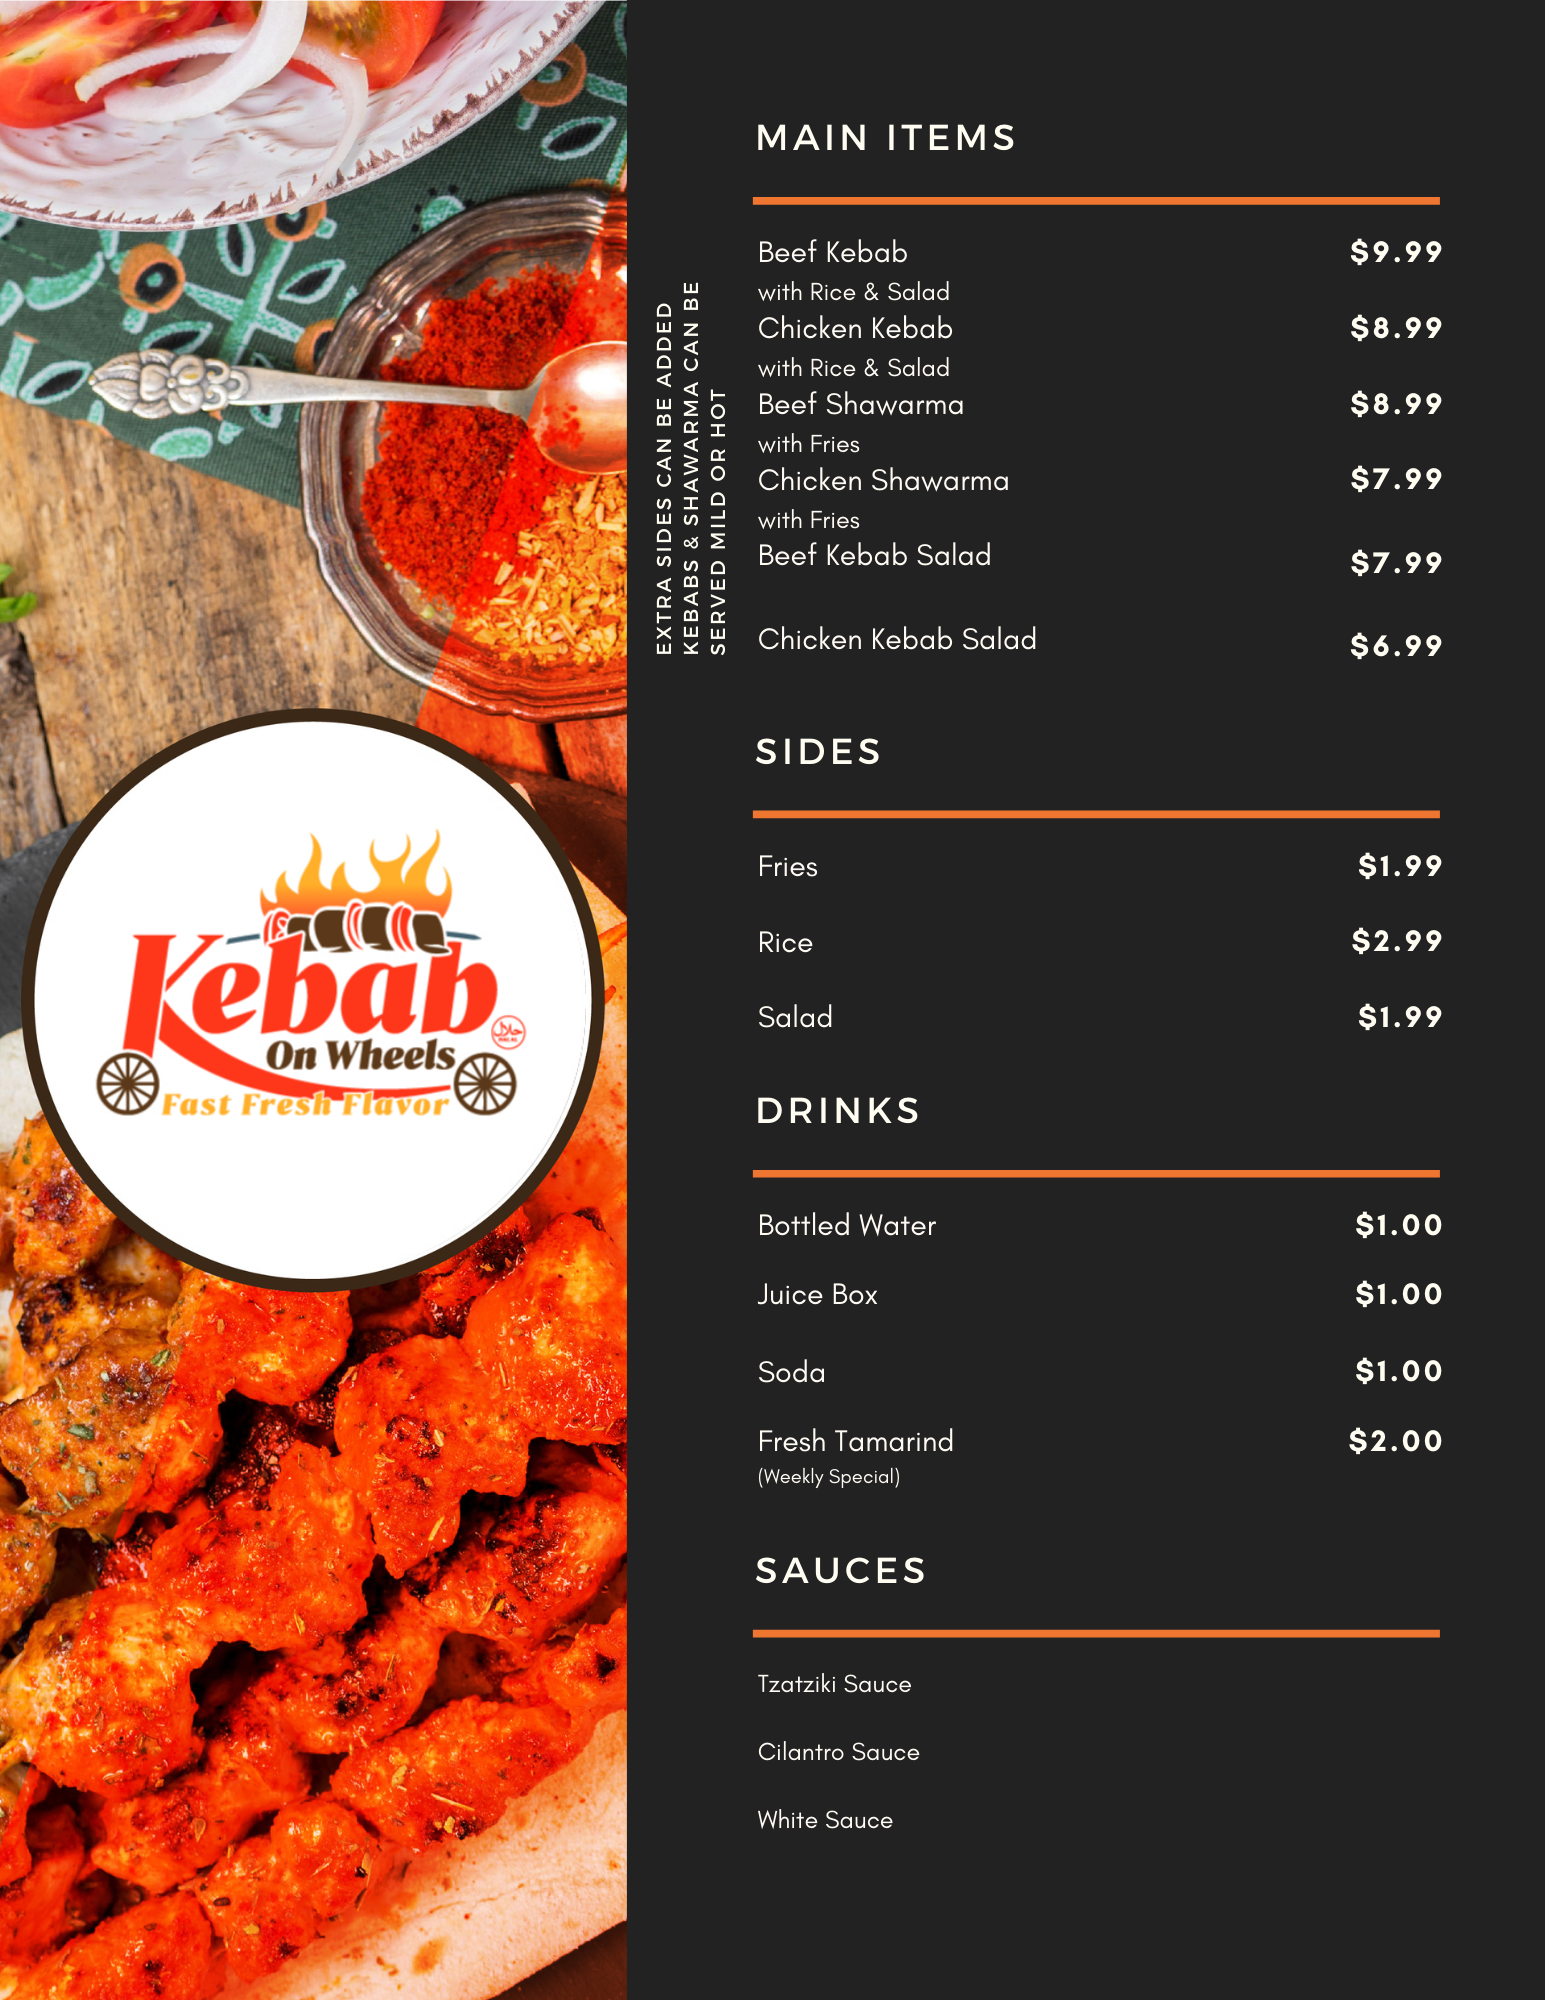 MAIN ITEMS
Beef Kebab $9.99
with Rice & Salad
Chicken Kebab $8.99
with Rice & Salad
Beef Shawarma $8.99
with Fries
Chicken Shawarma $7.99
with Fries
Beef Kebab Salad $7.99
Chicken Kebab Salad $6.99
EXTRA SIDES CAN BE ADDED
KEBABS & SHAWARMA CAN BE
SERVED MILD OR HOT
SIDES
Fries $1.99
Rice $2.99
Salad $1.99
DRINKS
Bottled Water $1.00
Juice Box $1.00
Soda $1.00
Fresh Tamarind $2.00
(Weekly Special)
SAUCES
Tzatziki Sauce
Cilantro Sauce
White Sauce
Kebab
حلال
On Wheels
Fast Fresh Flavor